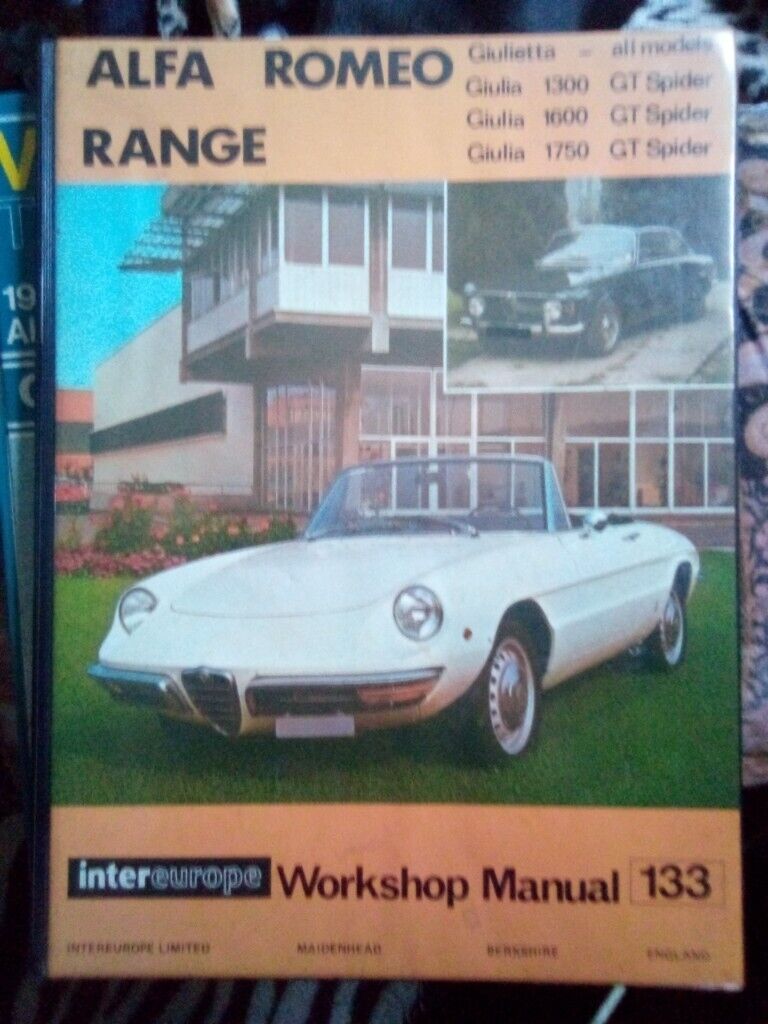 ALFA ROMEO
RANGE
Giulietta – all models
Giulia 1300 GT Spider
Giulia 1600 GT Spider
Giulia 1750 GT Spider
intereurope Workshop Manual 133
INTEREUROPE LIMITED MAIDENHEAD BERKSHIRE ENGLAND
V
T
19
A